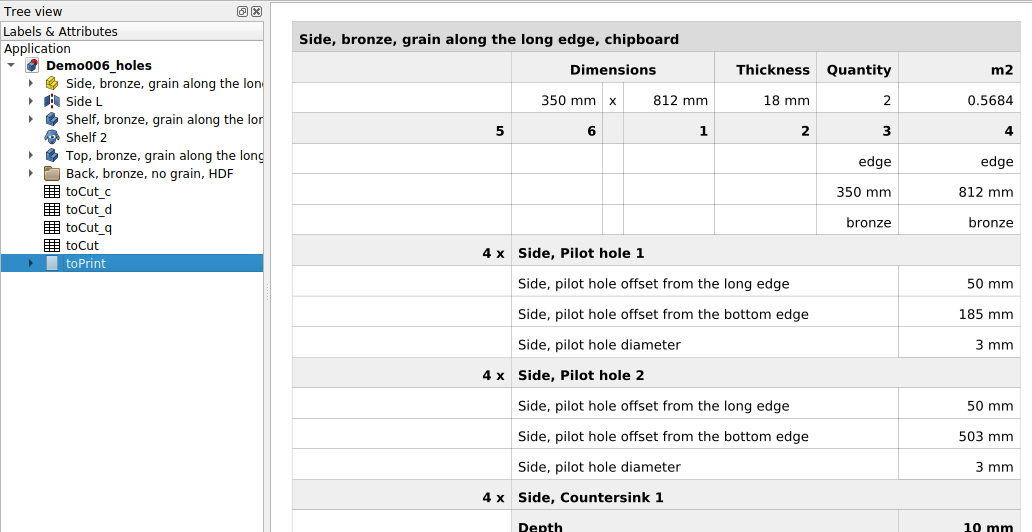 Tree view
Labels & Attributes
Application
Demo006_holes
Side, bronze, grain along the lon
Side L
Shelf, bronze, grain along the lor
Shelf 2
Top, bronze, grain along the long
Back, bronze, no grain, HDF
toCut_c
toCut_d
toCut_q
toCut
toPrint
Side, bronze, grain along the long edge, chipboard
Dimensions Thickness Quantity m2
350 mm x 812 mm 18 mm 2 0.5684
5 6 1 2 3 4
edge edge
350 mm 812 mm
bronze bronze
4 x Side, Pilot hole 1
Side, pilot hole offset from the long edge 50 mm
Side, pilot hole offset from the bottom edge 185 mm
Side, pilot hole diameter 3 mm
4 x Side, Pilot hole 2
Side, pilot hole offset from the long edge 50 mm
Side, pilot hole offset from the bottom edge 503 mm
Side, pilot hole diameter 3 mm
4 x Side, Countersink 1
Depth 10 mm